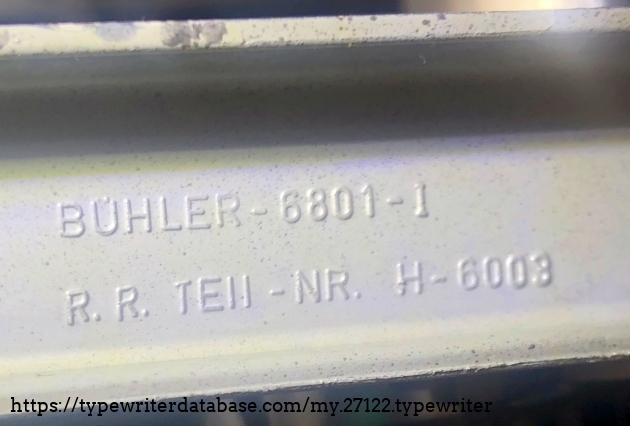 BÜHLER-6801-I
R.R. TEIl-NR. H-6003
https://typewriterdatabase.com/my.27122.typewriter